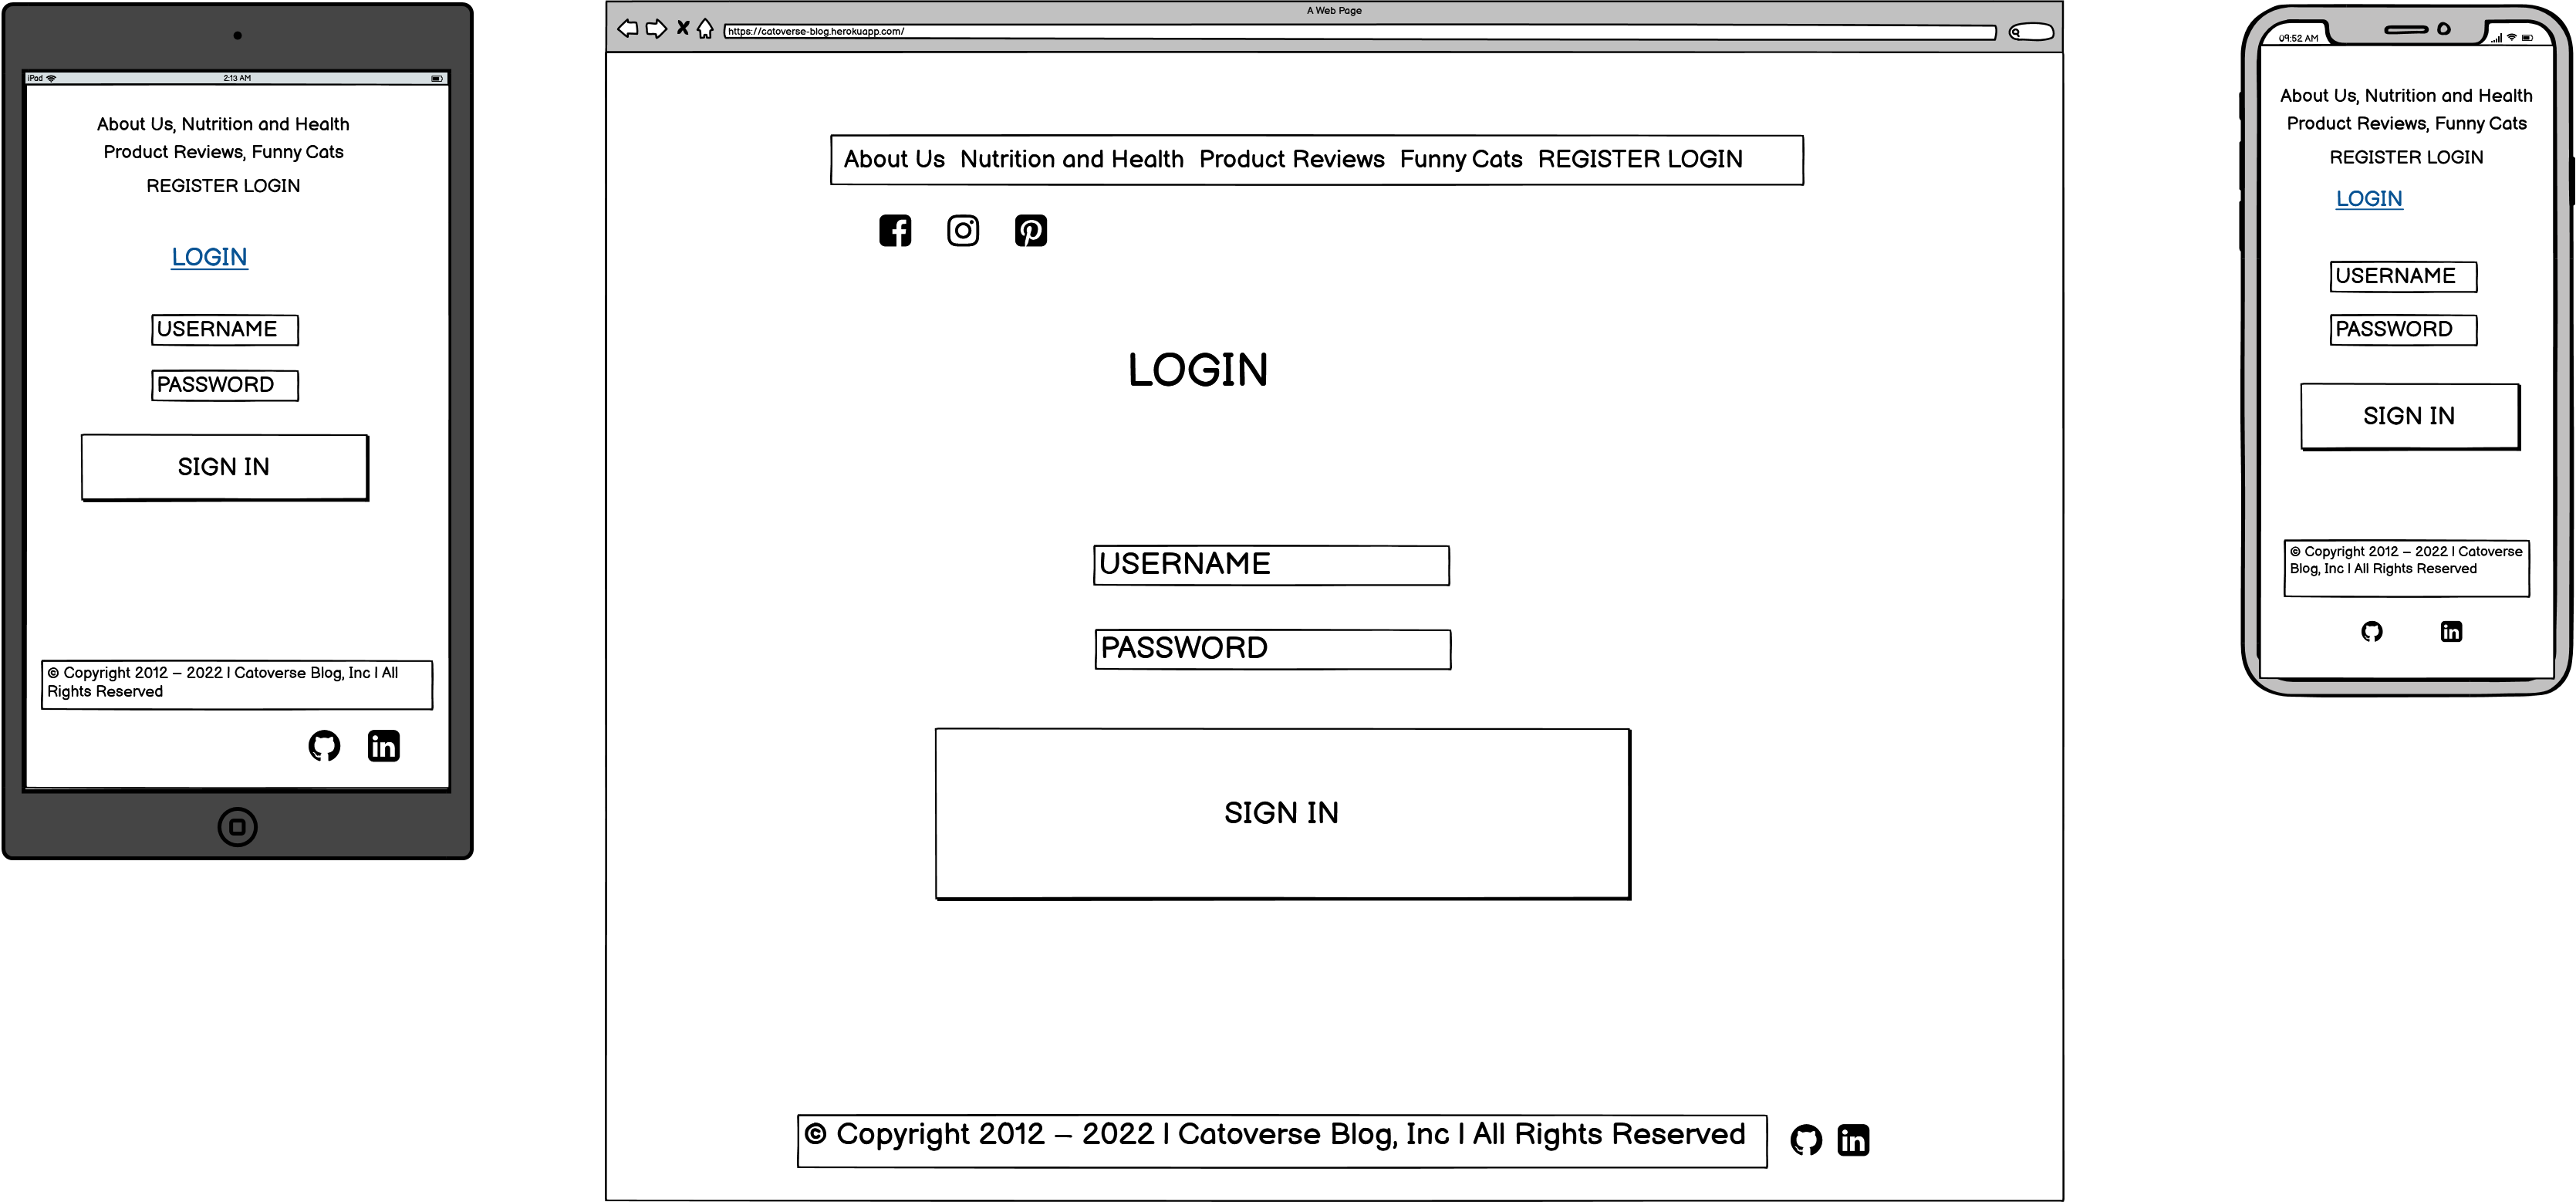 iPad
2:13 AM
About Us, Nutrition and Health
Product Reviews, Funny Cats
REGISTER LOGIN
LOGIN
USERNAME
PASSWORD
SIGN IN
© Copyright 2012 – 2022 | Catoverse Blog, Inc | All
Rights Reserved
in
A Web Page
https://catoverse-blog.herokuapp.com/
About Us Nutrition and Health Product Reviews Funny Cats REGISTER LOGIN
LOGIN
USERNAME
PASSWORD
SIGN IN
© Copyright 2012 – 2022 | Catoverse Blog, Inc | All Rights Reserved
in
09:52 AM
About Us, Nutrition and Health
Product Reviews, Funny Cats
REGISTER LOGIN
LOGIN
USERNAME
PASSWORD
SIGN IN
© Copyright 2012 – 2022 | Catoverse
Blog, Inc | All Rights Reserved
in